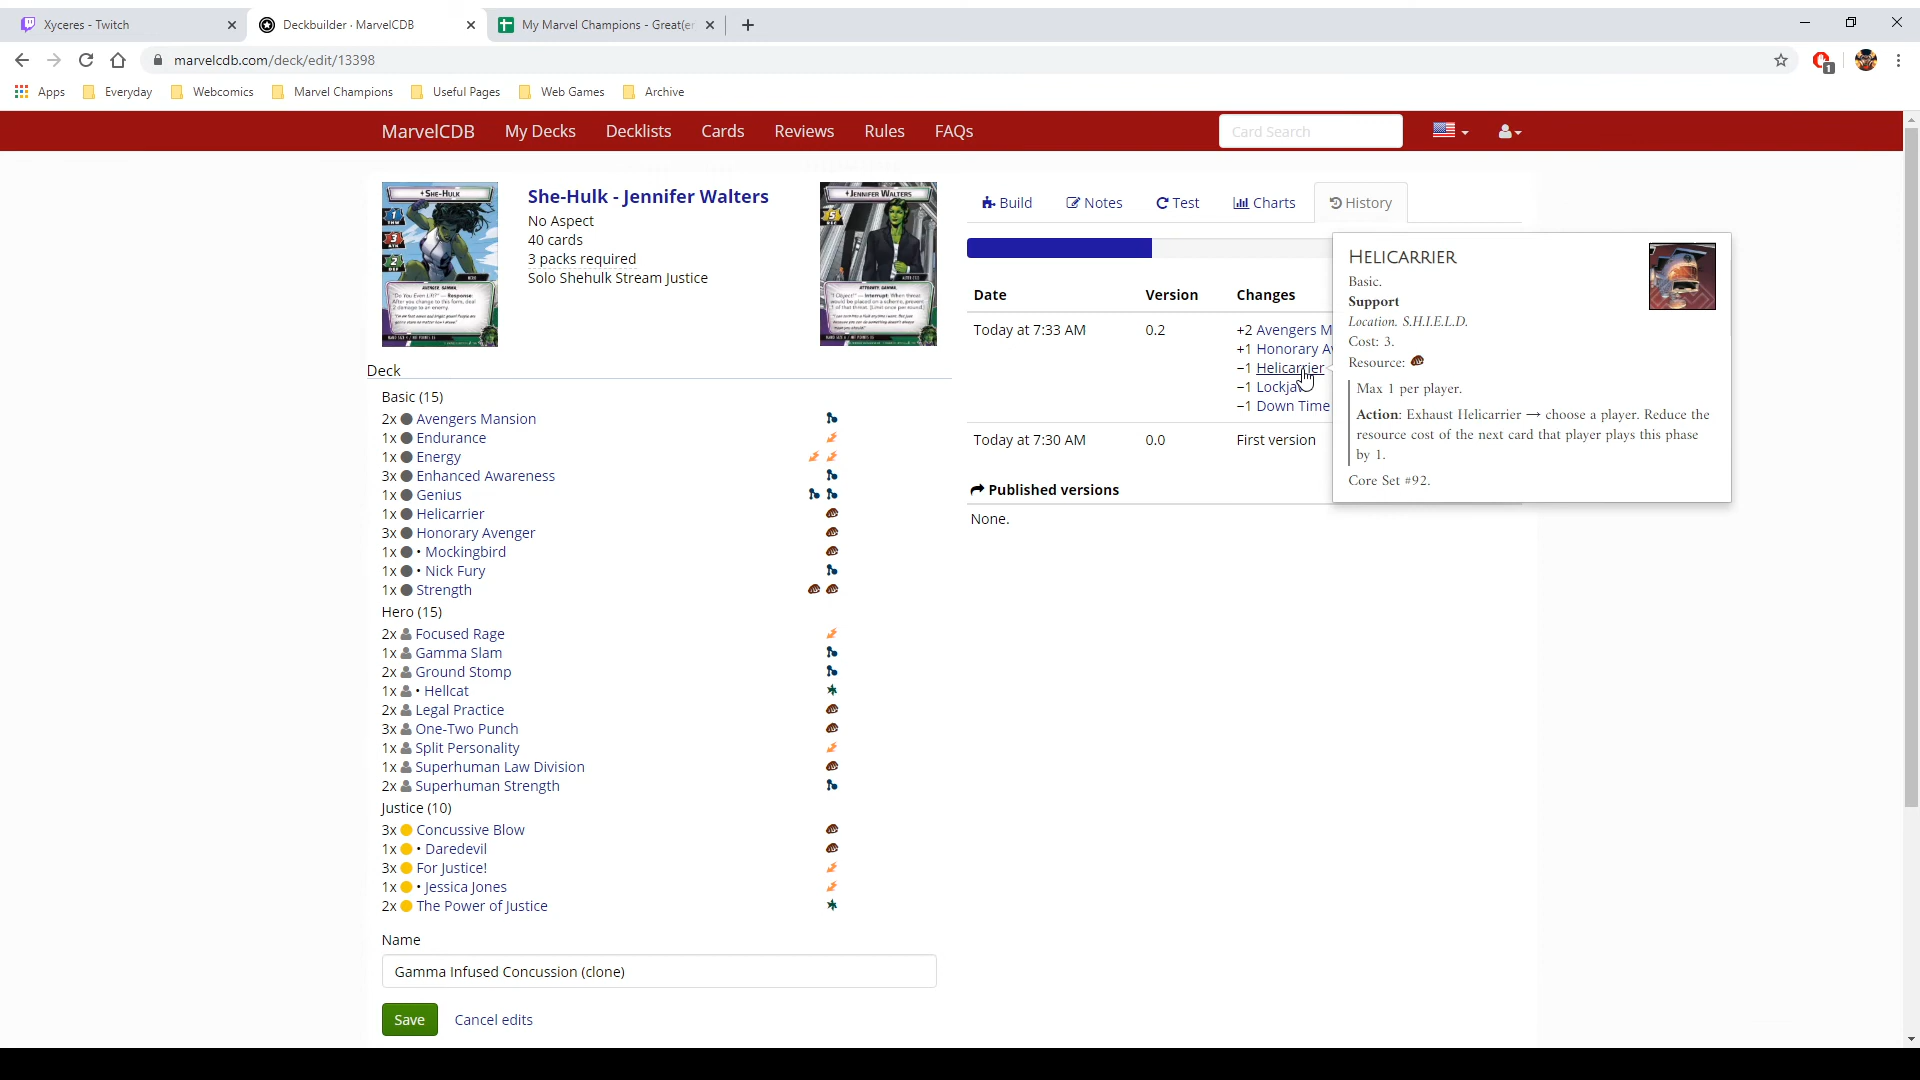 Xyceres - Twitch
Deckbuilder · MarvelCDB
My Marvel Champions - Great(er
marvelcdb.com/deck/edit/13398
1
Apps
Everyday
Webcomics
Marvel Champions
Useful Pages
Web Games
Archive
MarvelCDB
My Decks
Decklists
Cards
Reviews
Rules
FAQs
Card Search
SHE-HULK
JENNIFER WALTERS
She-Hulk - Jennifer Walters
No Aspect
40 cards
3 packs required
Solo Shehulk Stream Justice
Build
Notes
Test
Charts
History
Date
Version
Changes
Today at 7:33 AM
0.2
+2 Avengers M
+1 Honorary Av
−1 Helicarrier
−1 Lockja
−1 Down Time
Today at 7:30 AM
0.0
First version
Published versions
None.
HELICARRIER
Basic.
Support
Location. S.H.I.E.L.D.
Cost: 3.
Resource:
Max 1 per player.
Action: Exhaust Helicarrier → choose a player. Reduce the
resource cost of the next card that player plays this phase
by 1.
Core Set #92.
Deck
Basic (15)
2x Avengers Mansion
1x Endurance
1x Energy
3x Enhanced Awareness
1x Genius
1x Helicarrier
3x Honorary Avenger
1x • Mockingbird
1x • Nick Fury
1x Strength
Hero (15)
2x Focused Rage
1x Gamma Slam
2x Ground Stomp
1x • Hellcat
2x Legal Practice
3x One-Two Punch
1x Split Personality
1x Superhuman Law Division
2x Superhuman Strength
Justice (10)
3x Concussive Blow
1x • Daredevil
3x For Justice!
1x • Jessica Jones
2x The Power of Justice
Name
Gamma Infused Concussion (clone)
Save
Cancel edits